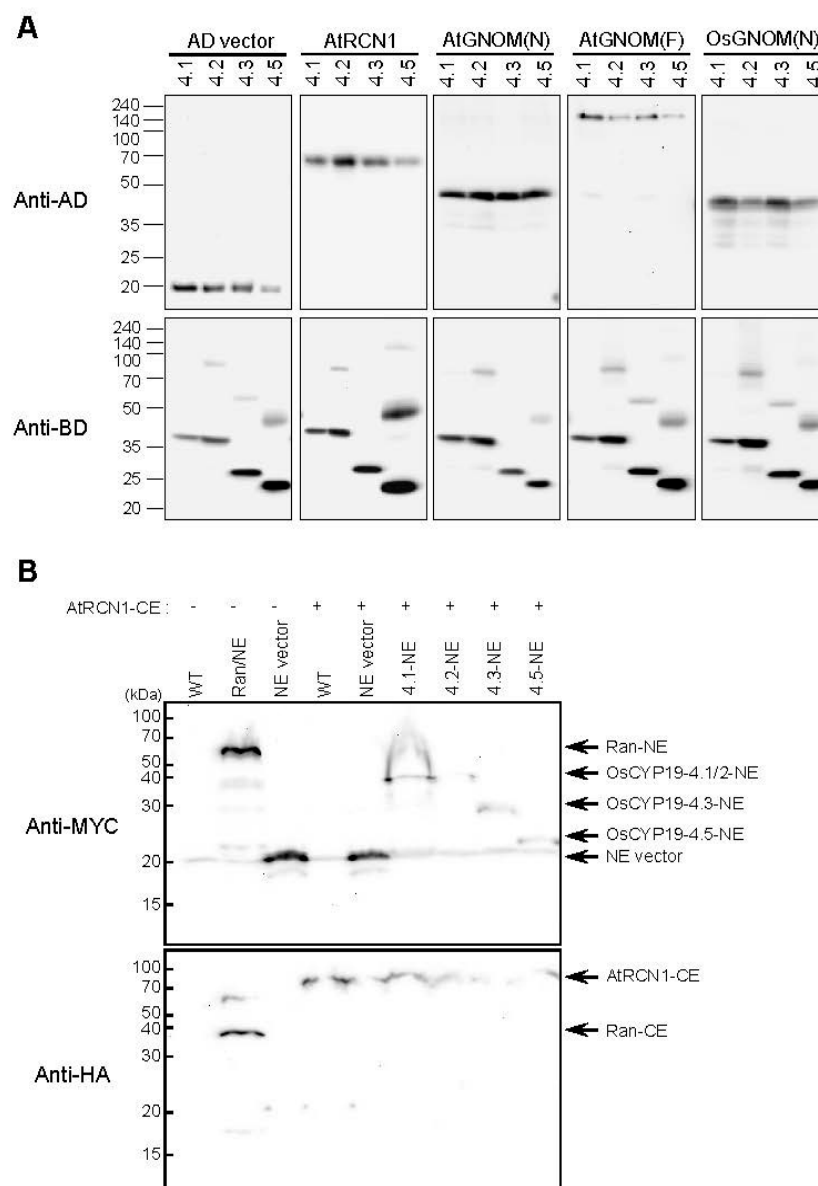 A
AD vector AtRCN1 AtGNOM(N) AtGNOM(F) OsGNOM(N)
4.1 4.2 4.3 4.5 4.1 4.2 4.3 4.5 4.1 4.2 4.3 4.5 4.1 4.2 4.3 4.5 4.1 4.2 4.3 4.5
240
140
100
70
50
35
25
20
Anti-AD
240
140
100
70
50
35
25
20
Anti-BD
B
AtRCN1-CE : - - - + + + + + +
WT Ran/NE NE vector WT NE vector 4.1-NE 4.2-NE 4.3-NE 4.5-NE
(kDa)
100
70
50
40
30
20
15
Anti-MYC
Ran-NE
OsCYP19-4.1/2-NE
OsCYP19-4.3-NE
OsCYP19-4.5-NE
NE vector
100
70
50
40
30
20
15
Anti-HA
AtRCN1-CE
Ran-CE